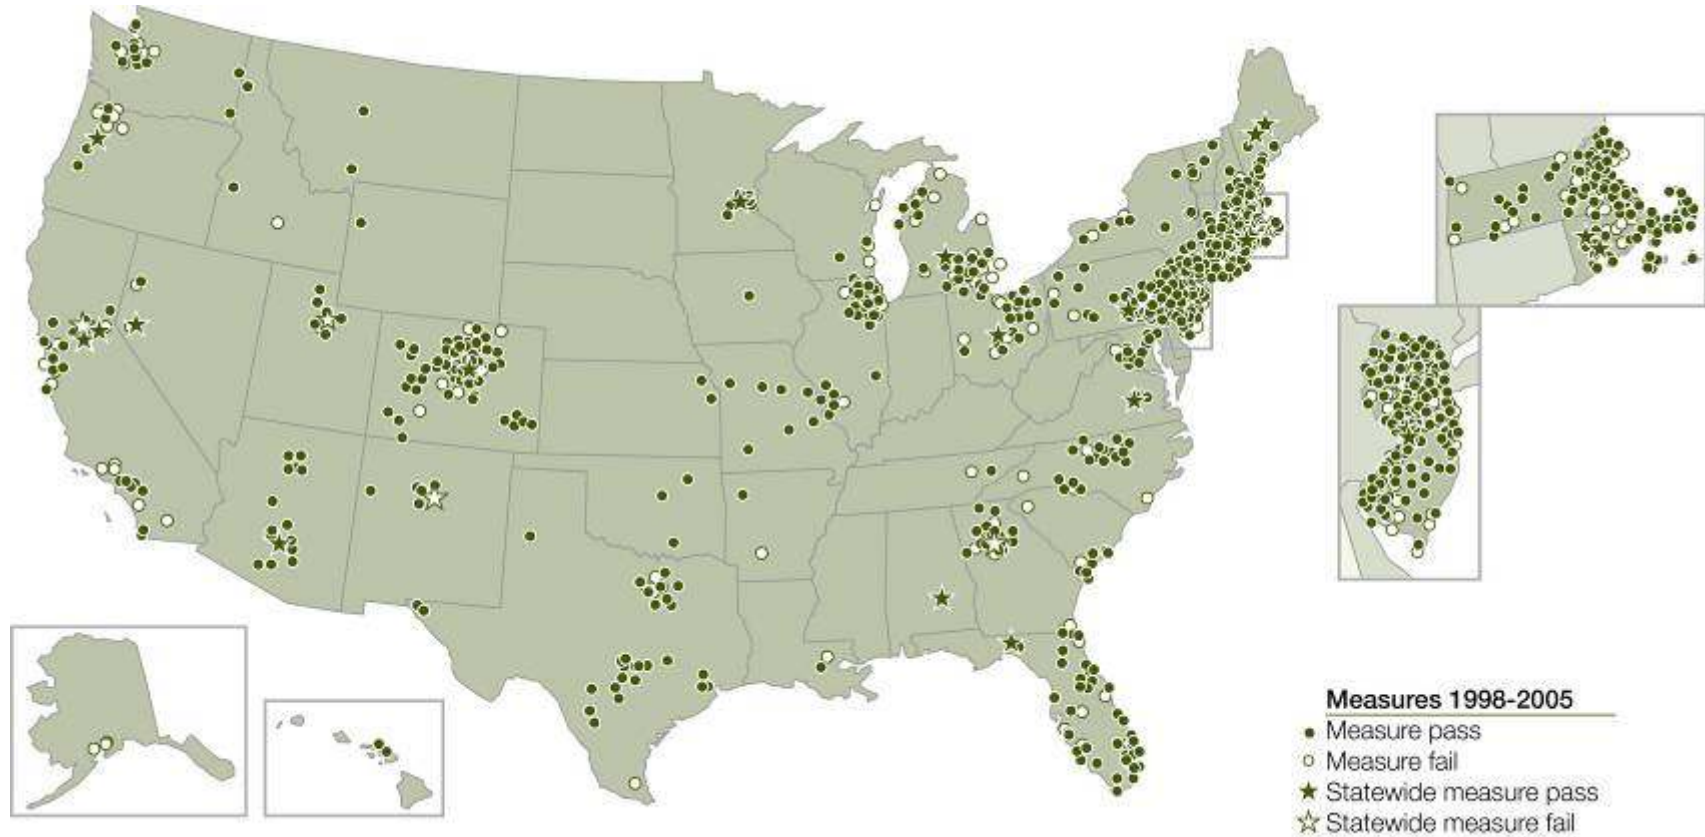 Measures 1998-2005
Measure pass
Measure fail
Statewide measure pass
Statewide measure fail